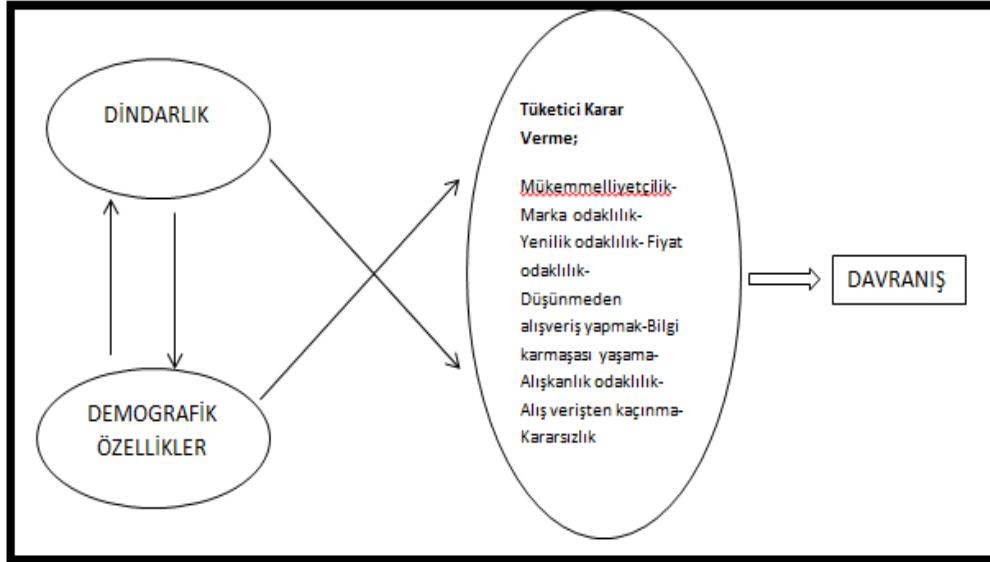 DİNDARLIK
DEMOGRAFİK
ÖZELLİKLER
Tüketici Karar
Verme;
Mükemmelliyetçilik-
Marka odaklılık-
Yenilik odaklılık- Fiyat
odaklılık-
Düşünmeden
alışveriş yapmak-Bilgi
karmaşası yaşama-
Alışkanlık odaklılık-
Alış verişten kaçınma-
Kararsızlık
DAVRANIŞ